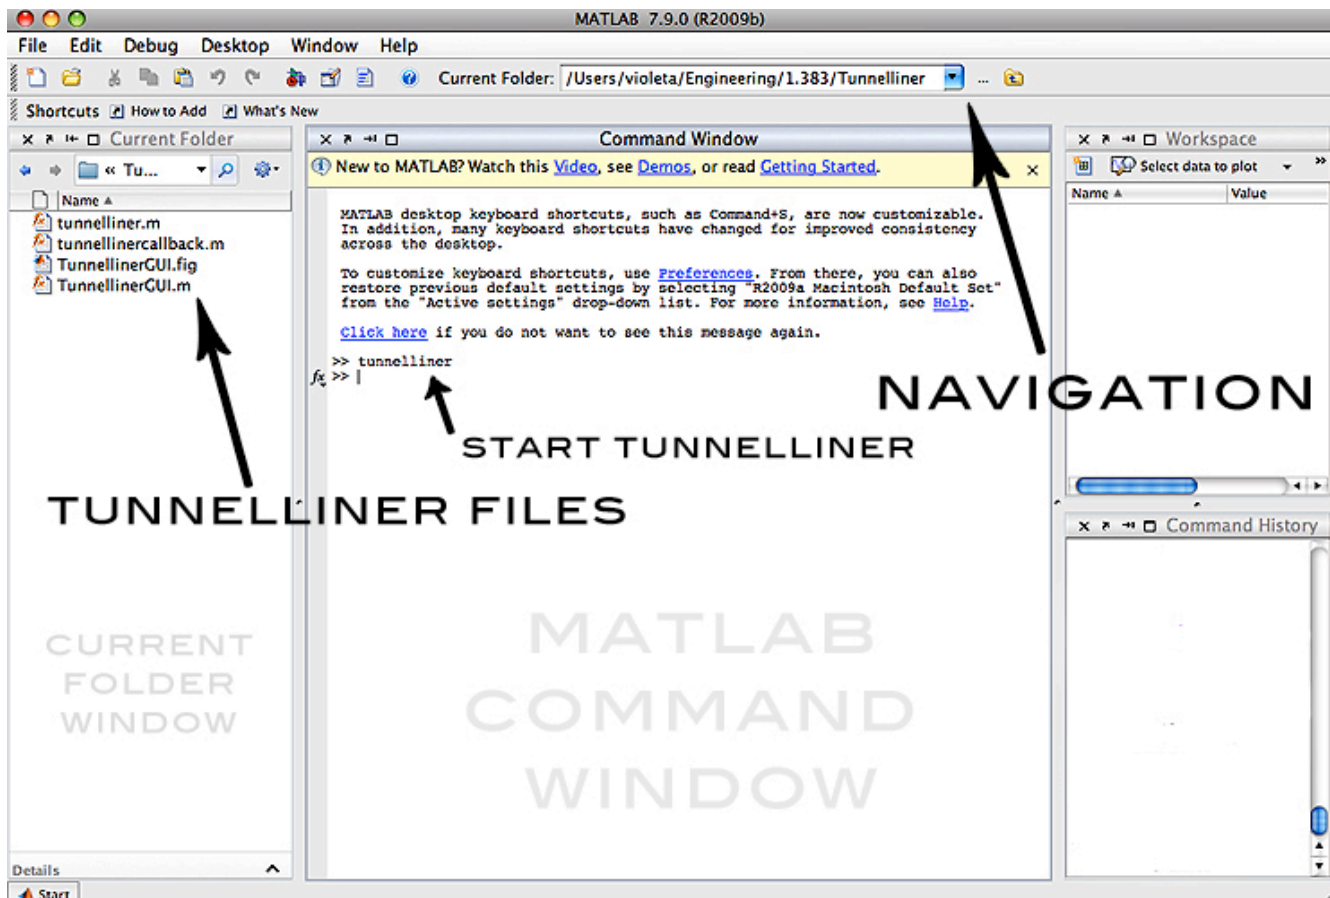 MATLAB 7.9.0 (R2009b)
File Edit Debug Desktop Window Help
Current Folder: /Users/violeta/Engineering/1.383/Tunnelliner ...
Shortcuts How to Add What's New
Current Folder
« Tu...
Name
tunnelliner.m
tunnellinercallback.m
TunnellinerGUI.fig
TunnellinerGUI.m
TUNNELLINER FILES
CURRENT
FOLDER
WINDOW
Details
Start
Command Window
New to MATLAB? Watch this Video, see Demos, or read Getting Started.
MATLAB desktop keyboard shortcuts, such as Command+S, are now customizable.
In addition, many keyboard shortcuts have changed for improved consistency
across the desktop.
To customize keyboard shortcuts, use Preferences. From there, you can also
restore previous default settings by selecting "R2009a Macintosh Default Set"
from the "Active settings" drop-down list. For more information, see Help.
Click here if you do not want to see this message again.
>> tunnelliner
fx >>
START TUNNELLINER
NAVIGATION
MATLAB
COMMAND
WINDOW
Workspace
Select data to plot »
Name Value
Command History